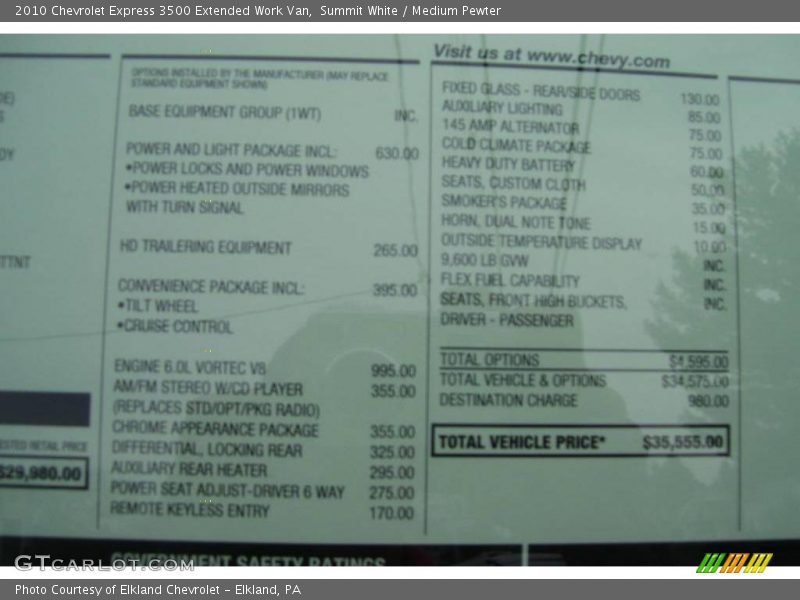 2010 Chevrolet Express 3500 Extended Work Van,  Summit White / Medium Pewter
TTNT
$29,980.00
OPTIONS INSTALLED BY THE MANUFACTURER (MAY REPLACE
STANDARD EQUIPMENT SHOWN)
BASE EQUIPMENT GROUP (1WT) INC.
POWER AND LIGHT PACKAGE INCL: 630.00
•POWER LOCKS AND POWER WINDOWS
•POWER HEATED OUTSIDE MIRRORS
WITH TURN SIGNAL
HD TRAILERING EQUIPMENT 265.00
CONVENIENCE PACKAGE INCL: 395.00
•TILT WHEEL
•CRUISE CONTROL
ENGINE 6.0L VORTEC V8 995.00
AM/FM STEREO W/CD PLAYER 355.00
(REPLACES STD/OPT/PKG RADIO)
CHROME APPEARANCE PACKAGE 355.00
DIFFERENTIAL, LOCKING REAR 325.00
AUXILIARY REAR HEATER 295.00
POWER SEAT ADJUST-DRIVER 6 WAY 275.00
REMOTE KEYLESS ENTRY 170.00
Visit us at www.chevy.com
FIXED GLASS - REAR/SIDE DOORS 130.00
AUXILIARY LIGHTING 85.00
145 AMP ALTERNATOR 75.00
COLD CLIMATE PACKAGE 75.00
HEAVY DUTY BATTERY 60.00
SEATS, CUSTOM CLOTH 50.00
SMOKER'S PACKAGE 35.00
HORN, DUAL NOTE TONE 15.00
OUTSIDE TEMPERATURE DISPLAY 10.00
9,600 LB GVW INC.
FLEX FUEL CAPABILITY INC.
SEATS, FRONT HIGH BUCKETS, INC.
DRIVER - PASSENGER
TOTAL OPTIONS $4,595.00
TOTAL VEHICLE & OPTIONS $34,575.00
DESTINATION CHARGE 980.00
TOTAL VEHICLE PRICE* $35,555.00
GOVERNMENT SAFETY RATINGS
GTCARLOT.COM
Photo Courtesy of Elkland Chevrolet – Elkland, PA